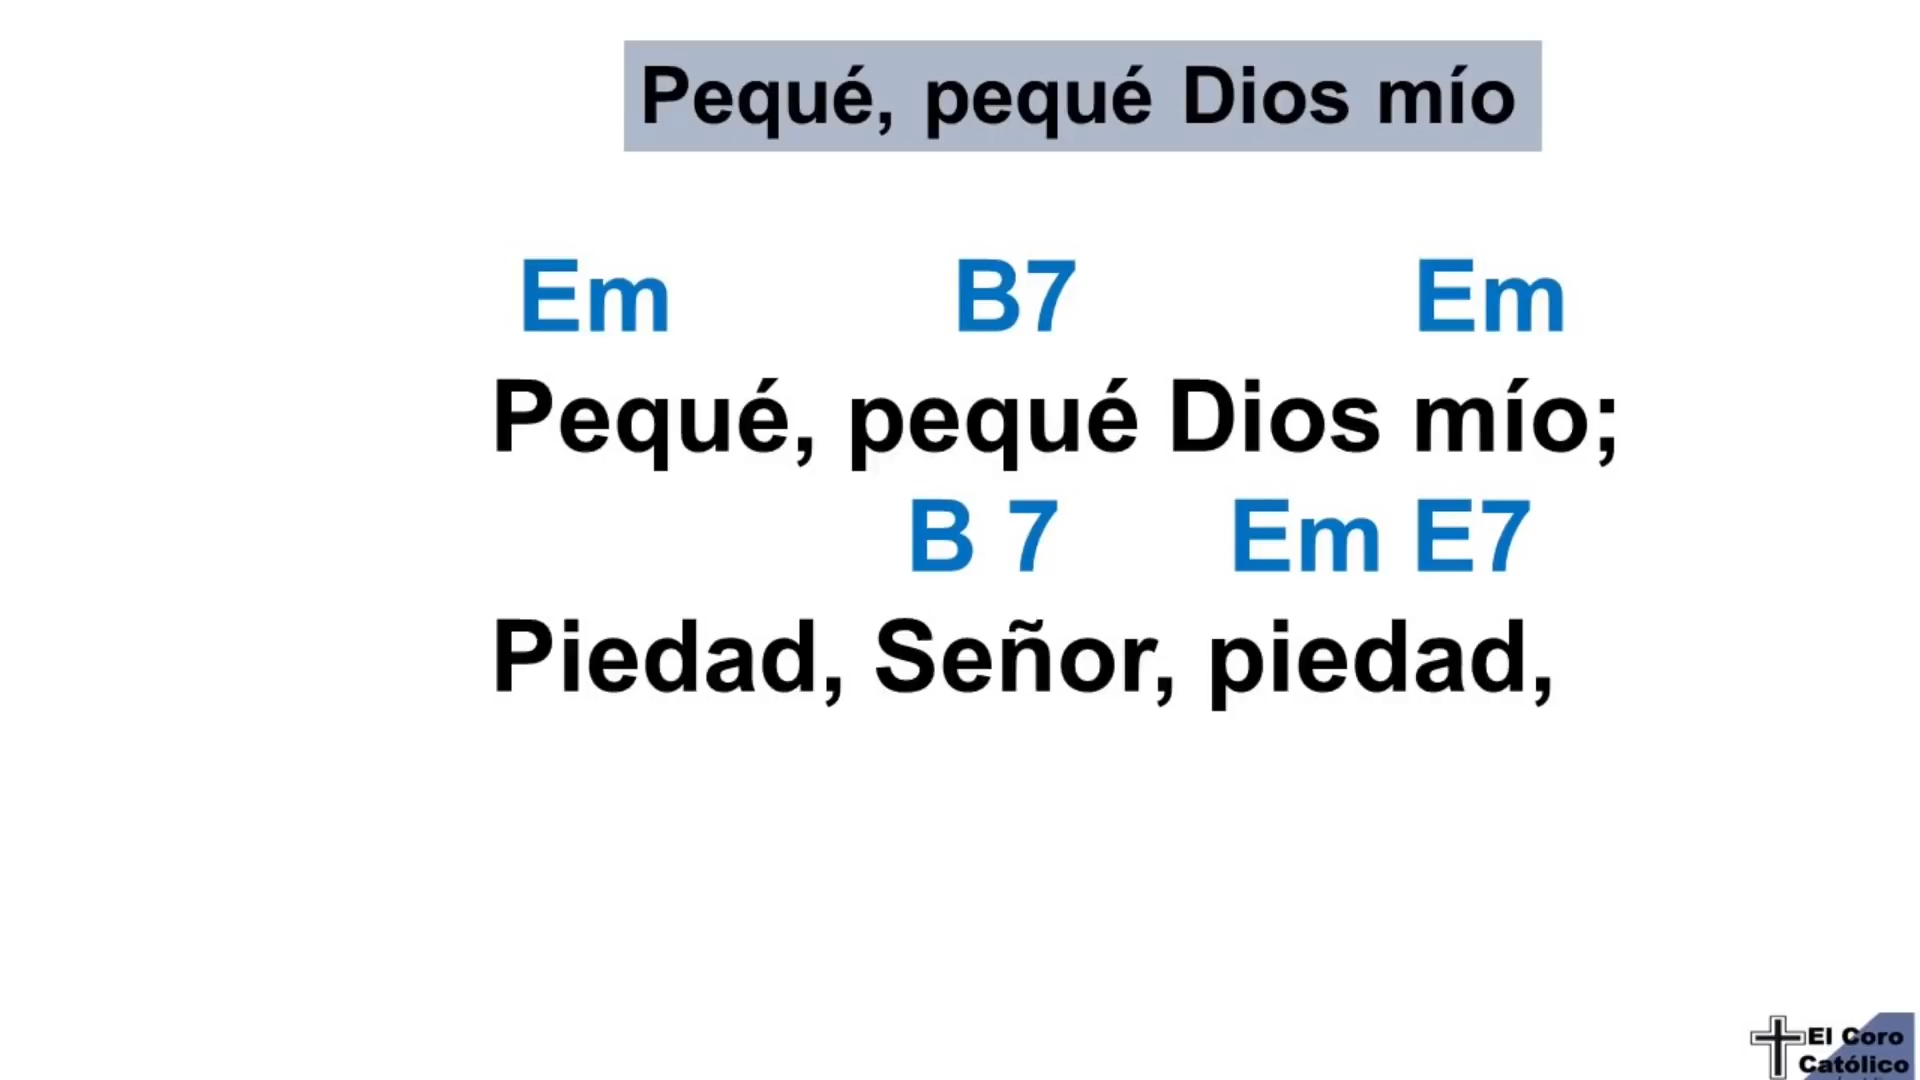 Pequé, pequé Dios mío
Em B7 Em
Pequé, pequé Dios mío;
B 7 Em E7
Piedad, Señor, piedad,
El Coro
Católico